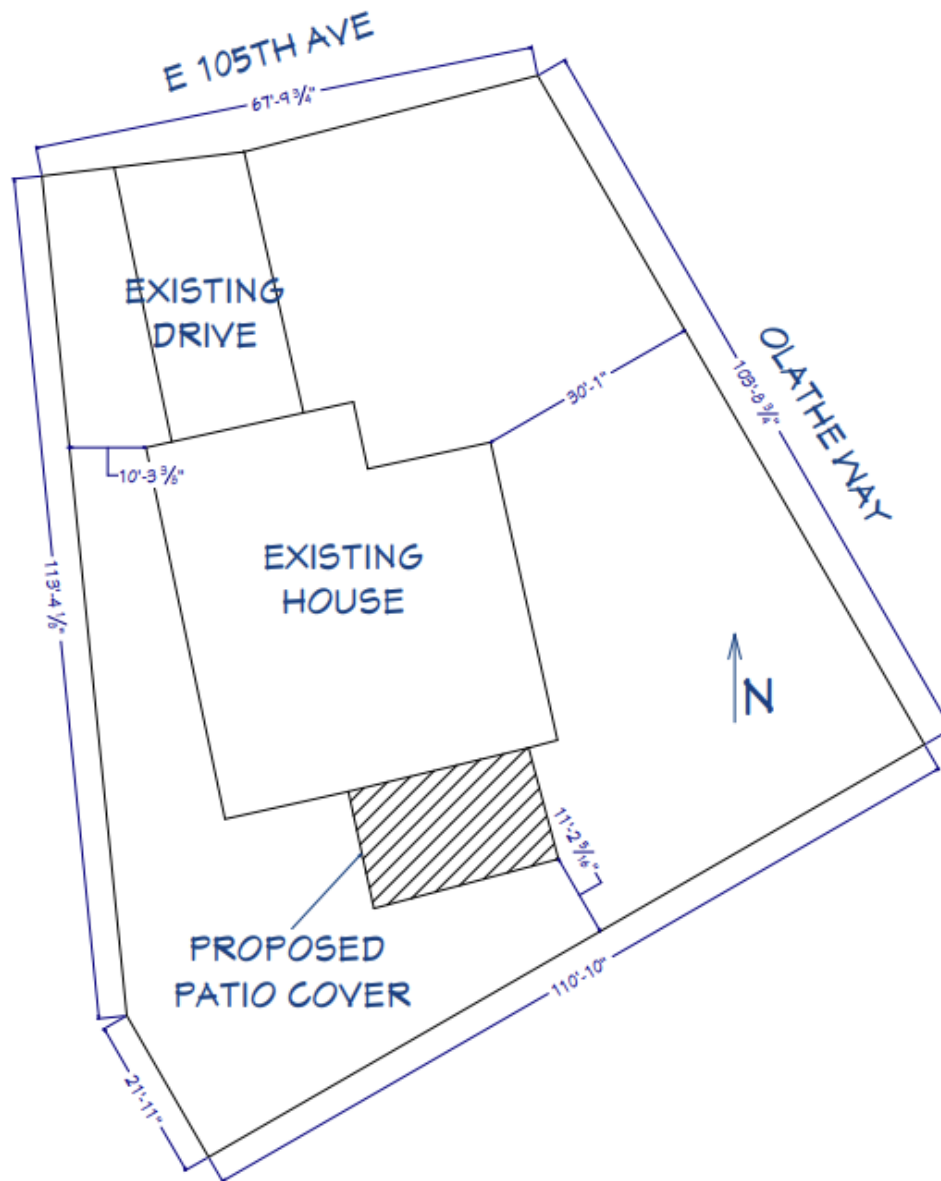 E 105TH AVE
67'-9 3/4"
EXISTING
DRIVE
OLATHE WAY
30'-1"
103'-8 3/4"
10'-3 3/8"
EXISTING
HOUSE
113'-4 1/8"
N
11'-2 5/16"
PROPOSED
PATIO COVER
110'-10"
21'-11"